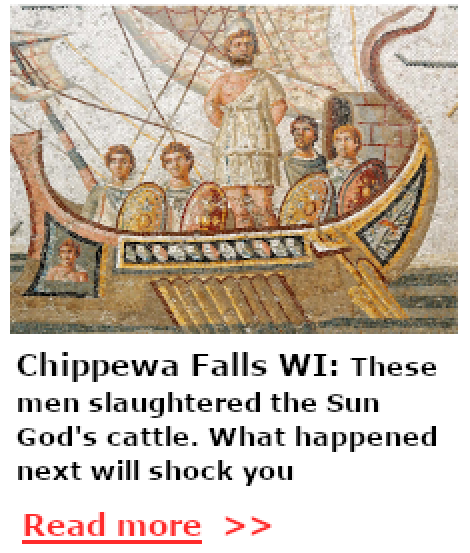 Chippewa Falls WI: These
men slaughtered the Sun
God's cattle. What happened
next will shock you
Read more >>